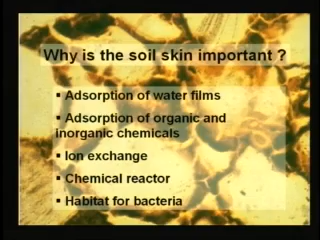 Why is the soil skin important ?
▪ Adsorption of water films
▪ Adsorption of organic and
inorganic chemicals
▪ Ion exchange
▪ Chemical reactor
▪ Habitat for bacteria